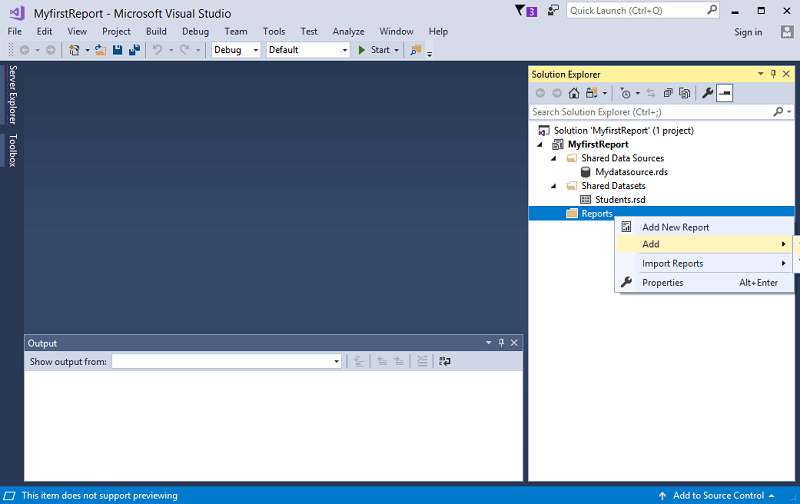 MyfirstReport - Microsoft Visual Studio
3
Quick Launch (Ctrl+Q)
File Edit View Project Build Debug Team Tools Test Analyze Window Help
Sign in
Debug Default Start
Server Explorer
Toolbox
Solution Explorer
Search Solution Explorer (Ctrl+;)
Solution 'MyfirstReport' (1 project)
MyfirstReport
Shared Data Sources
Mydatasource.rds
Shared Datasets
Students.rsd
Reports
Add New Report
Add
Import Reports
Properties Alt+Enter
Output
Show output from:
This item does not support previewing
Add to Source Control